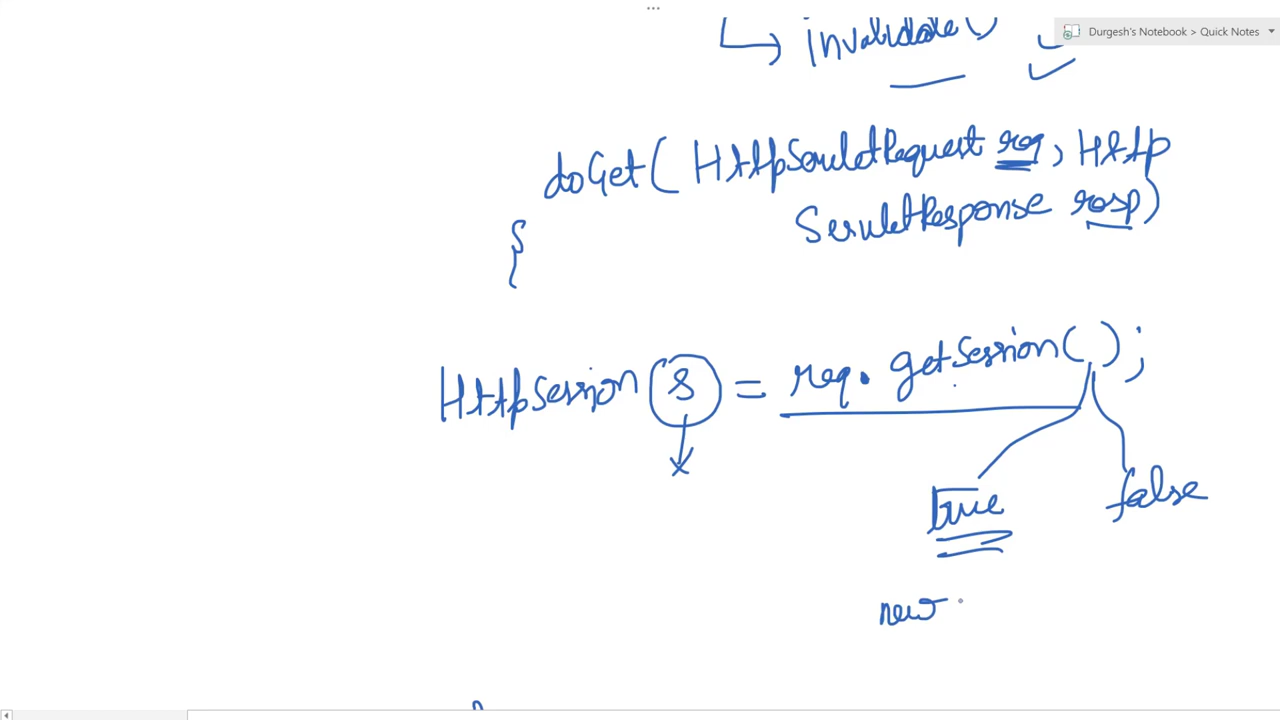 invalidate()
Durgesh's Notebook > Quick Notes
doGet( HttpServletRequest req, Http
ServletResponse resp)
{
HttpSession s = req. getSession( );
true false
new